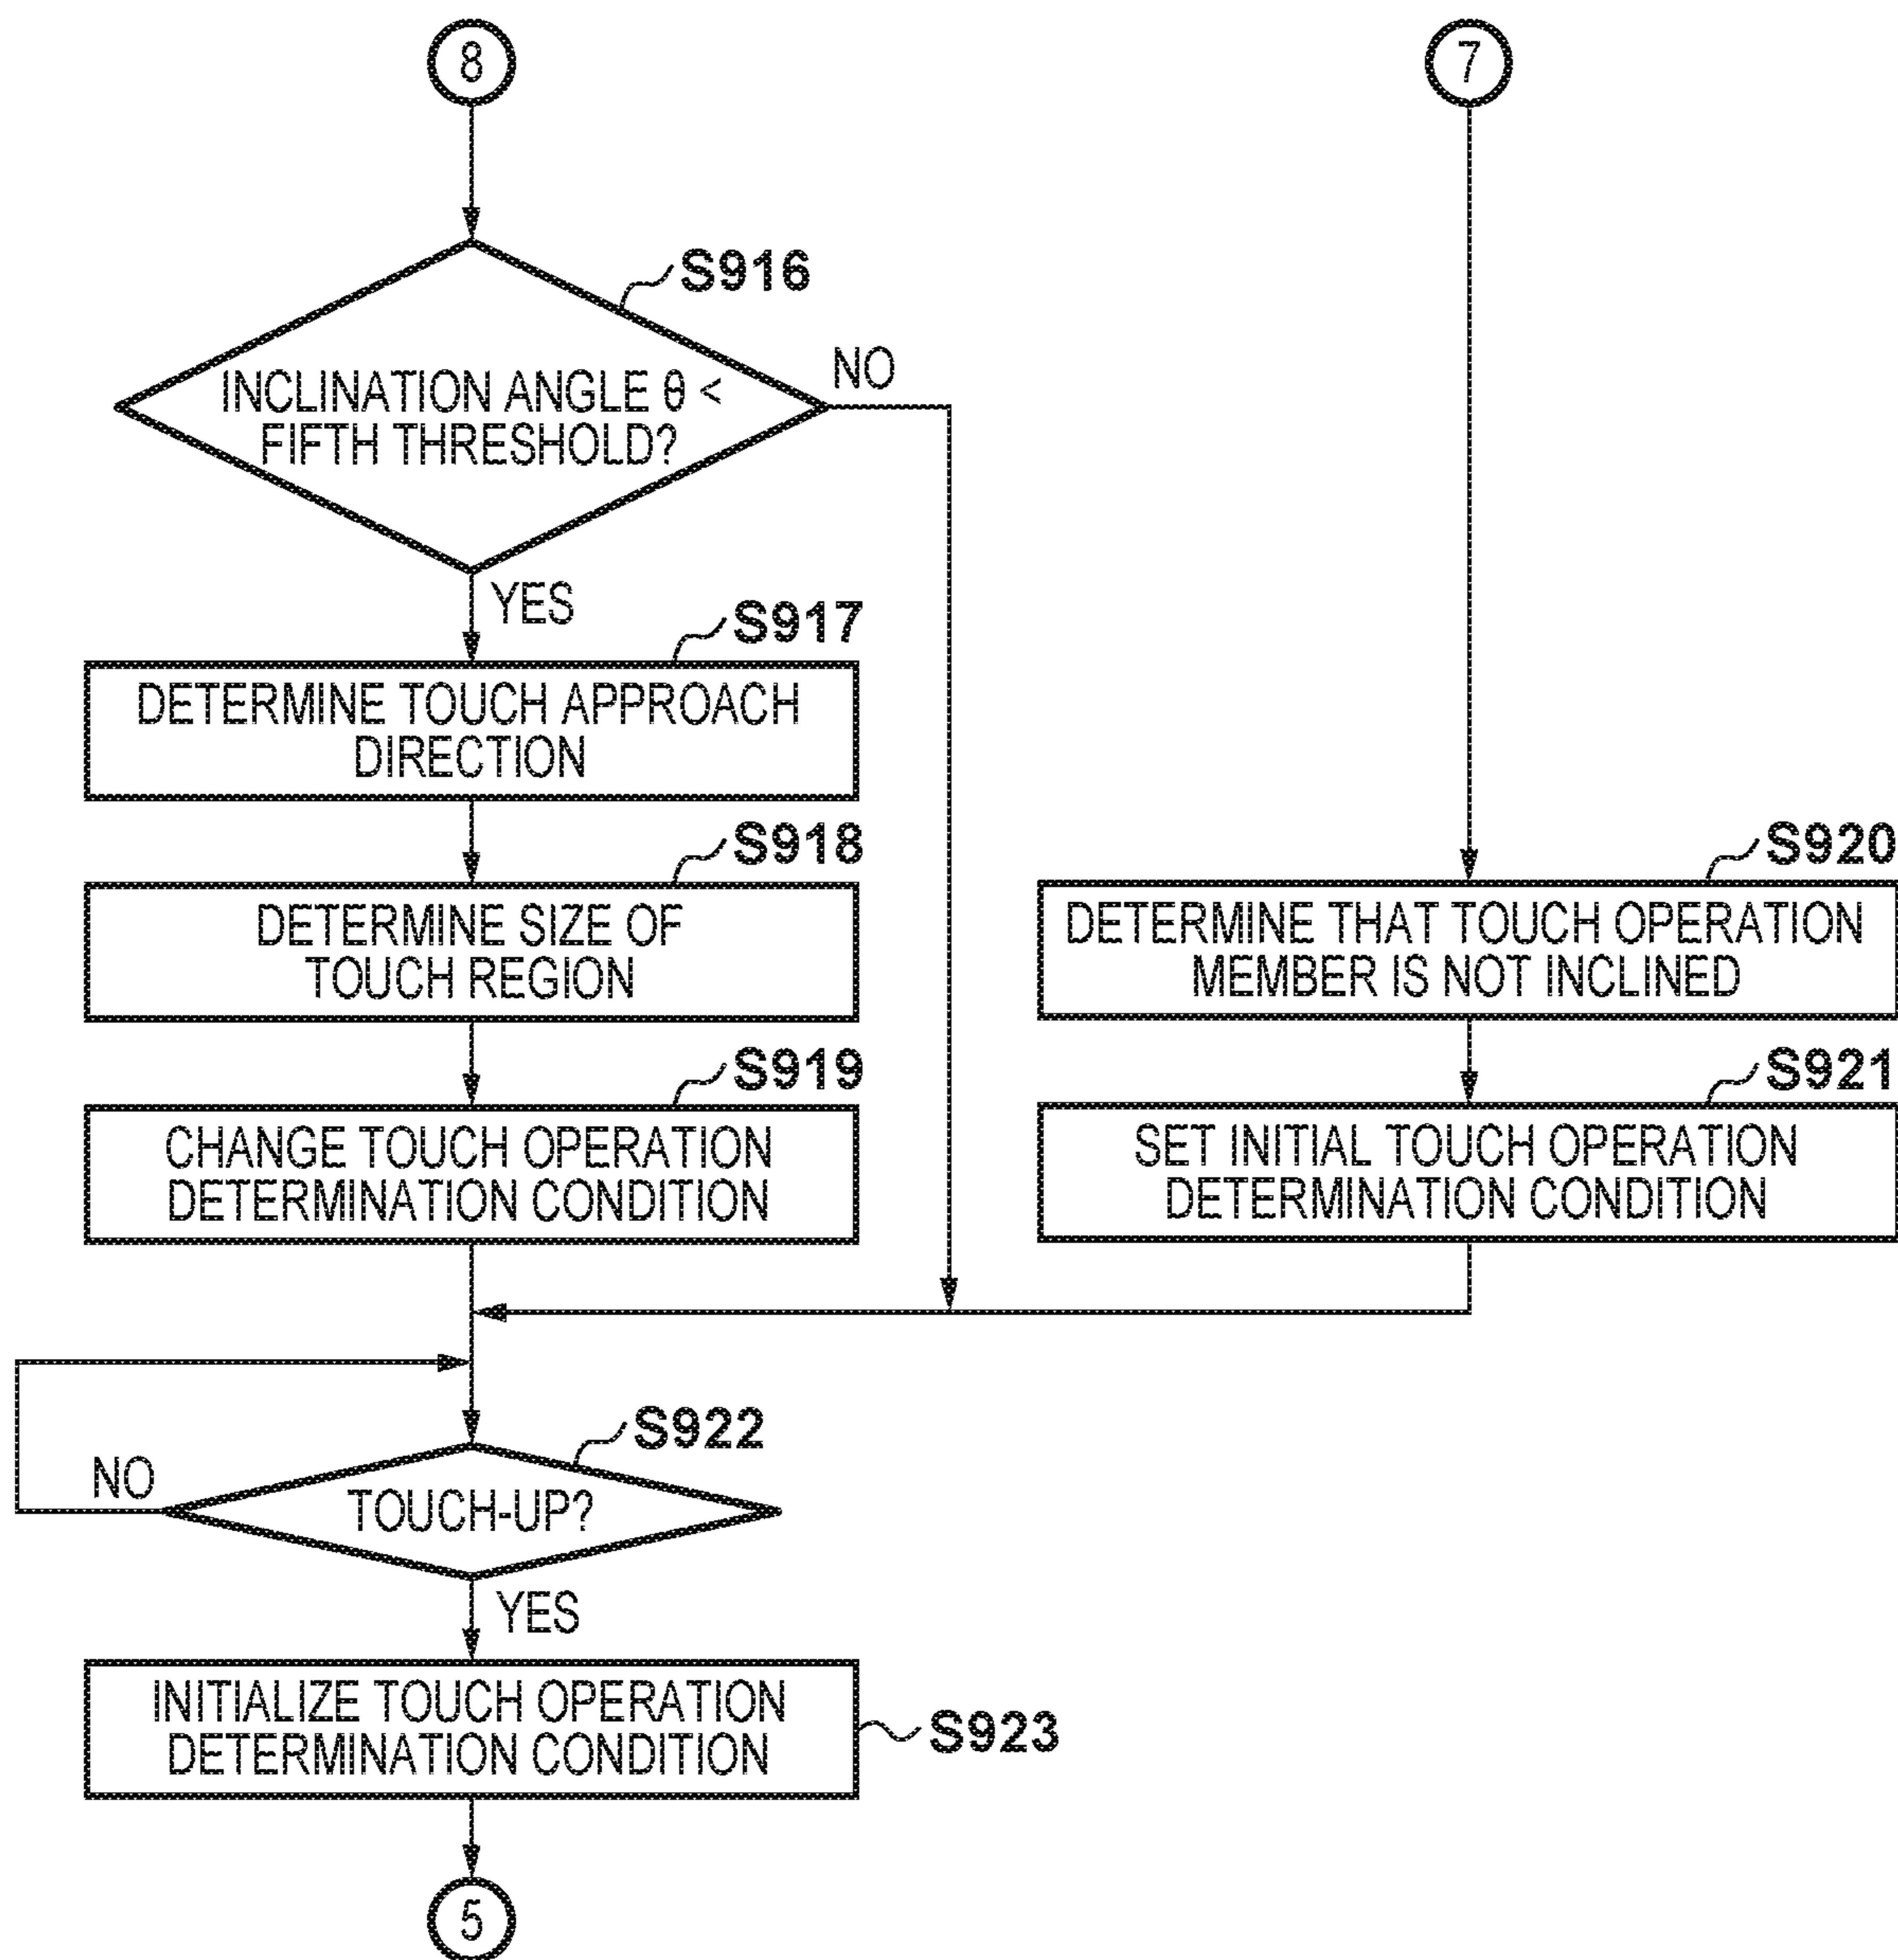 8
7
S916
INCLINATION ANGLE θ <
FIFTH THRESHOLD?
NO
YES
S917
DETERMINE TOUCH APPROACH
DIRECTION
S918
DETERMINE SIZE OF
TOUCH REGION
S920
DETERMINE THAT TOUCH OPERATION
MEMBER IS NOT INCLINED
S919
CHANGE TOUCH OPERATION
DETERMINATION CONDITION
S921
SET INITIAL TOUCH OPERATION
DETERMINATION CONDITION
S922
NO
TOUCH-UP?
YES
INITIALIZE TOUCH OPERATION
DETERMINATION CONDITION
S923
5